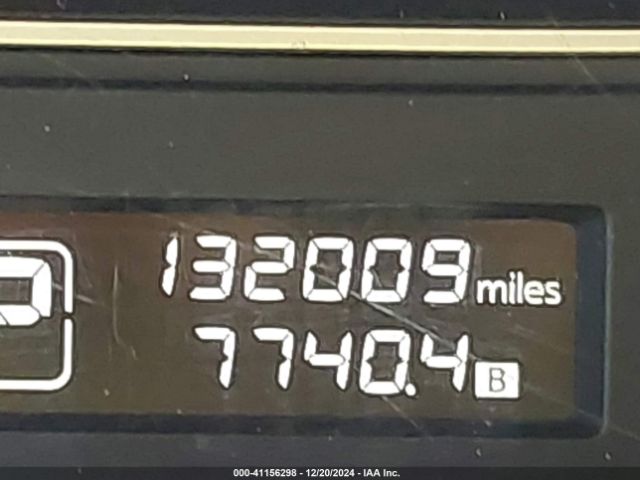 132009 miles
7740.4 B
000-41156298 - 12/20/2024 - IAA Inc.